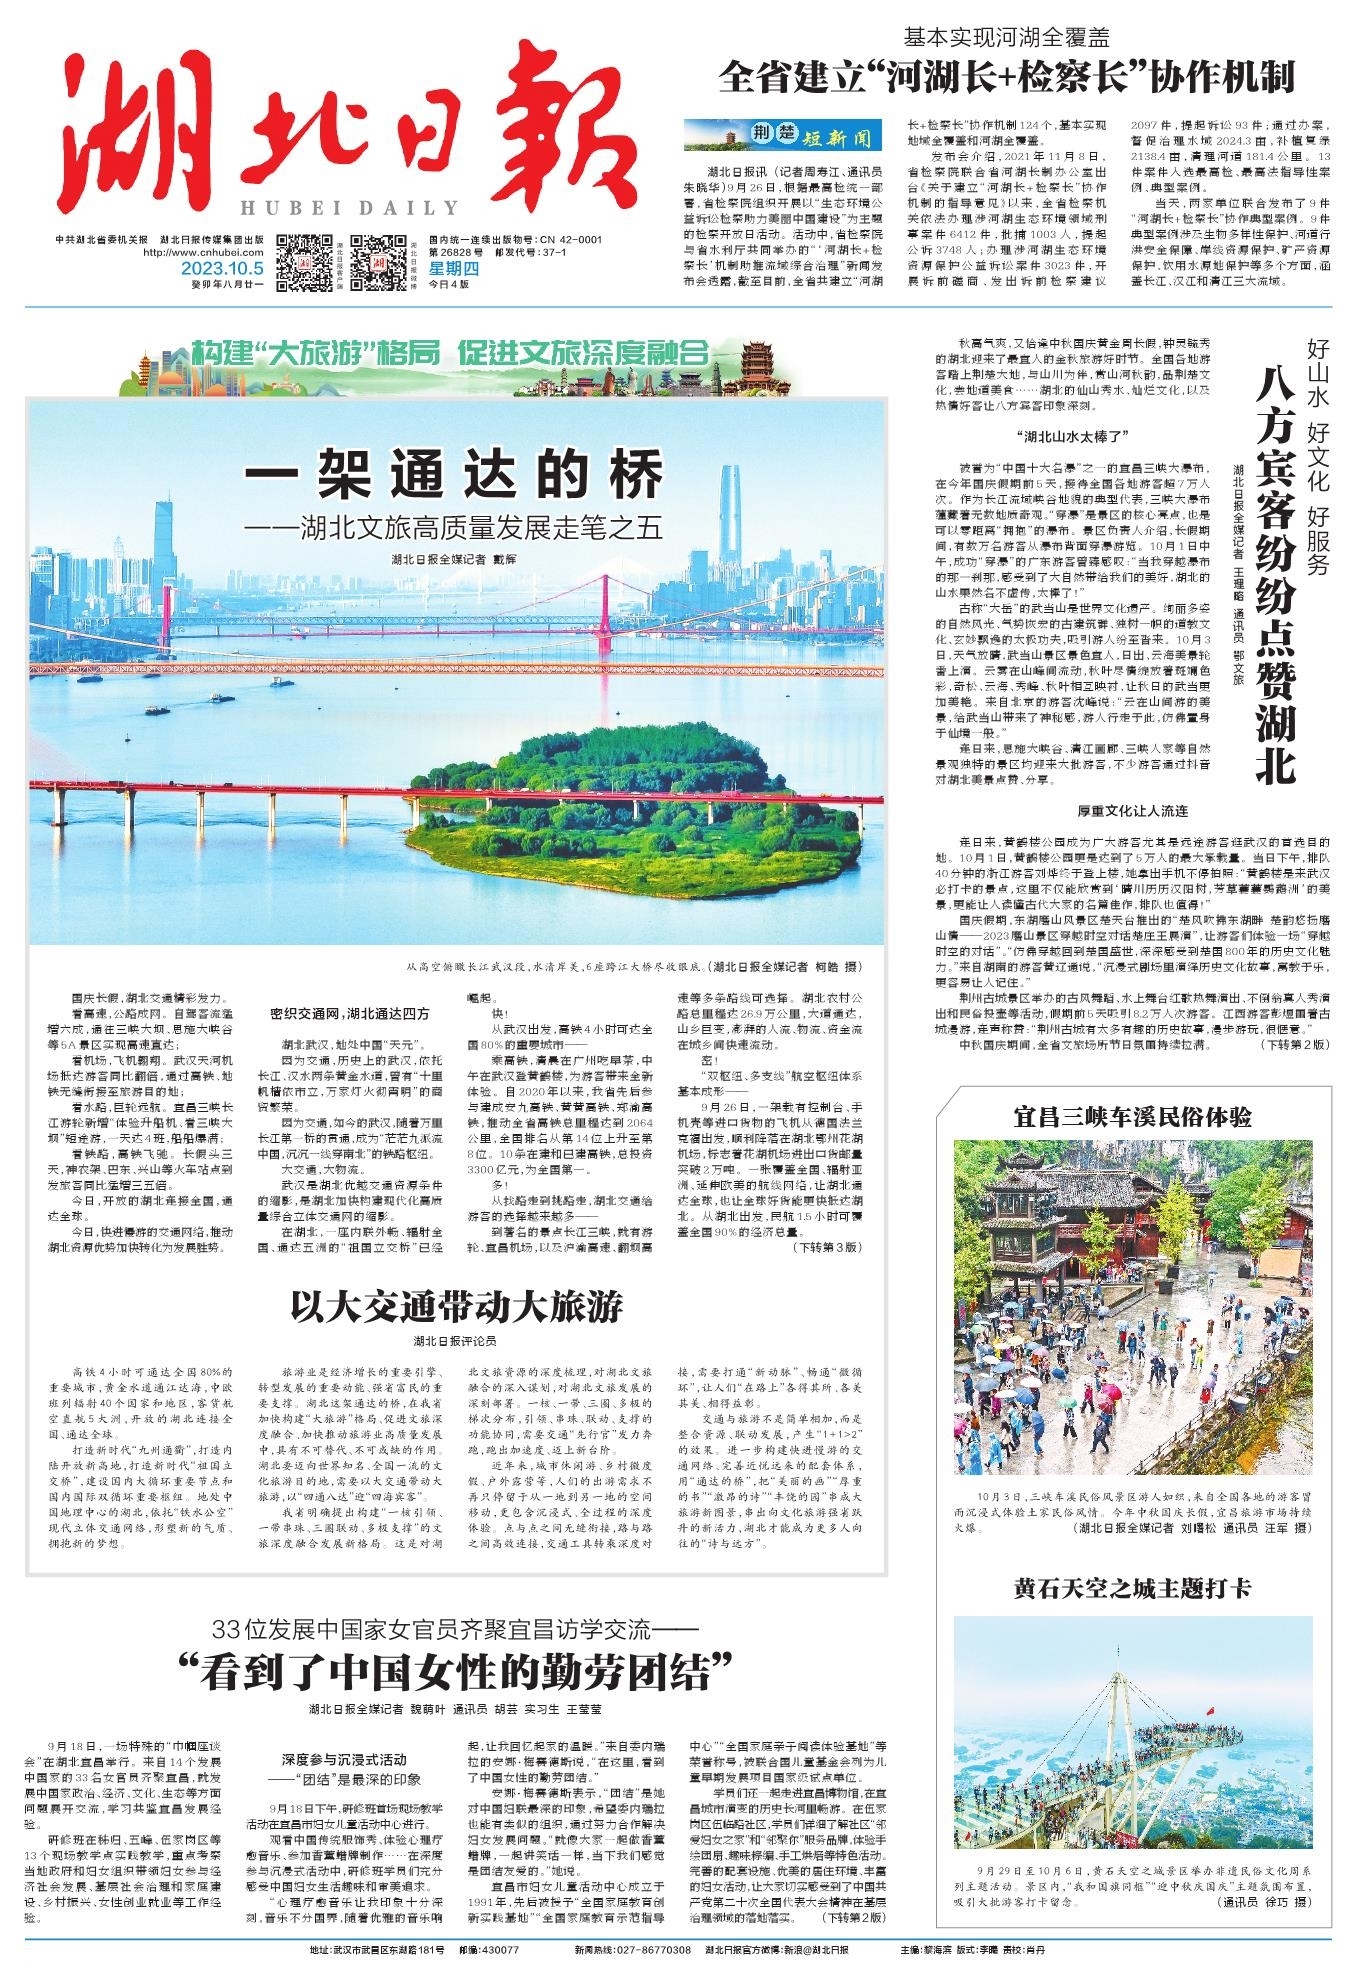 湖北日报
HUBEI DAILY
中共湖北省委机关报 湖北日报传媒集团出版
http://www.cnhubei.com
2023.10.5
癸卯年八月廿一
湖北日报客户端
湖北日报微博
国内统一连续出版物号:CN 42-0001
第26828号 邮发代号:37-1
星期四
今日4版
基本实现河湖全覆盖
全省建立“河湖长+检察长”协作机制
荆楚短新闻
湖北日报讯（记者周寿江、通讯员
朱晓华）9月26日,根据最高检统一部
署,省检察院组织开展以“生态环境公
益诉讼检察助力美丽中国建设”为主题
的检察开放日活动。活动中,省检察院
与省水利厅共同举办的“‘河湖长+检
察长’机制助推流域综合治理”新闻发
布会透露,截至目前,全省共建立“河湖
长+检察长”协作机制124个,基本实现
地域全覆盖和河湖全覆盖。
发布会介绍,2021年11月8日,
省检察院联合省河湖长制办公室出
台《关于建立“河湖长+检察长”协作
机制的指导意见》以来,全省检察机
关依法办理涉河湖生态环境领域刑
事案件6412件,批捕1003人,提起
公诉3748人;办理涉河湖生态环境
资源保护公益诉讼案件3023件,开
展诉前磋商、发出诉前检察建议
2097件,提起诉讼93件;通过办案,
督促治理水域2024.3亩,补植复绿
2138.4亩,清理河道181.4公里。13
件案件入选最高检、最高法指导性案
例、典型案例。
当天,两家单位联合发布了9件
“河湖长+检察长”协作典型案例。9件
典型案例涉及生物多样性保护、河道行
洪安全保障、岸线资源保护、矿产资源
保护、饮用水源地保护等多个方面,涵
盖长江、汉江和清江三大流域。
构建“大旅游”格局 促进文旅深度融合
一架通达的桥
——湖北文旅高质量发展走笔之五
湖北日报全媒记者 戴辉
从高空俯瞰长江武汉段,水清岸美,6座跨江大桥尽收眼底。(湖北日报全媒记者 柯皓 摄)
国庆长假,湖北交通精彩发力。
看高速,公路成网。自驾客流猛
增六成,通往三峡大坝、恩施大峡谷
等5A景区实现高速直达;
看机场,飞机翱翔。武汉天河机
场抵达游客同比翻倍,通过高铁、地
铁无缝衔接至旅游目的地;
看水路,巨轮远航。宜昌三峡长
江游轮新增“体验升船机、看三峡大
坝”短途游,一天达4班,船船爆满;
看铁路,高铁飞驰。长假头三
天,神农架、巴东、兴山等火车站点到
发旅客同比猛增三五倍。
今日,开放的湖北连接全国,通
达全球。
今日,快进慢游的交通网络,推动
湖北资源优势加快转化为发展胜势。
密织交通网,湖北通达四方
湖北武汉,地处中国“天元”。
因为交通,历史上的武汉,依托
长江、汉水两条黄金水道,曾有“十里
帆樯依市立,万家灯火彻宵明”的商
贸繁荣。
因为交通,如今的武汉,随着万里
长江第一桥的贯通,成为“茫茫九派流
中国,沉沉一线穿南北”的铁路枢纽。
大交通,大物流。
武汉是湖北优越交通资源条件
的缩影,是湖北加快构建现代化高质
量综合立体交通网的缩影。
在湖北,一座内联外畅、辐射全
国、通达五洲的“祖国立交桥”已经
崛起。
快!
从武汉出发,高铁4小时可达全
国80%的重要城市——
乘高铁,清晨在广州吃早茶,中
午在武汉登黄鹤楼,为游客带来全新
体验。自2020年以来,我省先后参
与建成安九高铁、黄黄高铁、郑渝高
铁,推动全省高铁总里程达到2064
公里,全国排名从第14位上升至第
8位。10条在建和已建高铁,总投资
3300亿元,为全国第一。
多!
从找路走到挑路走,湖北交通给
游客的选择越来越多——
到著名的景点长江三峡,就有游
轮、宜昌机场,以及沪渝高速、翻坝高
速等多条路线可选择。湖北农村公
路总里程达26.9万公里,大道通达,
山乡巨变,澎湃的人流、物流、资金流
在城乡间快速流动。
密!
“双枢纽、多支线”航空枢纽体系
基本成形——
9月26日,一架载有控制台、手
机壳等进口货物的飞机从德国法兰
克福出发,顺利降落在湖北鄂州花湖
机场,标志着花湖机场进出口货邮量
突破2万吨。一张覆盖全国、辐射亚
洲、延伸欧美的航线网络,让湖北通
达全球,也让全球好货能更快抵达湖
北。从湖北出发,民航1.5小时可覆
盖全国90%的经济总量。
(下转第3版)
以大交通带动大旅游
湖北日报评论员
高铁4小时可通达全国80%的
重要城市,黄金水道通江达海,中欧
班列辐射40个国家和地区,客货航
空直航5大洲,开放的湖北连接全
国、通达全球。
打造新时代“九州通衢”,打造内
陆开放新高地,打造新时代“祖国立
交桥”,建设国内大循环重要节点和
国内国际双循环重要枢纽。地处中
国地理中心的湖北,依托“铁水公空”
现代立体交通网络,形塑新的气质、
拥抱新的梦想。
旅游业是经济增长的重要引擎、
转型发展的重要动能、强省富民的重
要支撑。湖北这架通达的桥,在我省
加快构建“大旅游”格局、促进文旅深
度融合、加快推动旅游业高质量发展
中,具有不可替代、不可或缺的作用。
湖北要迈向世界知名、全国一流的文
化旅游目的地,需要以大交通带动大
旅游,以“四通八达”迎“四海宾客”。
我省明确提出构建“一核引领、
一带串珠、三圈联动、多极支撑”的文
旅深度融合发展新格局。这是对湖
北文旅资源的深度梳理,对湖北文旅
融合的深入谋划,对湖北文旅发展的
深刻部署。一核、一带、三圈、多极的
梯次分布,引领、串珠、联动、支撑的
功能协同,需要交通“先行官”发力奔
跑,跑出加速度、迈上新台阶。
近年来,城市休闲游、乡村微度
假、户外露营等,人们的出游需求不
再只停留于从一地到另一地的空间
移动,更包含沉浸式、全过程的深度
体验。点与点之间无缝衔接,路与路
之间高效连接,交通工具转乘深度对
接,需要打通“新动脉”、畅通“微循
环”,让人们“在路上”各得其所、各美
其美、相得益彰。
交通与旅游不是简单相加,而是
整合资源、联动发展,产生“1+1>2”
的效果。进一步构建快进慢游的交
通网络、完善近悦远来的配套体系,
用“通达的桥”,把“美丽的画”“厚重
的书”“激昂的诗”“丰饶的园”串成大
旅游新图景,串出向文化旅游强省跃
升的新活力,湖北才能成为更多人向
往的“诗与远方”。
好山水 好文化 好服务
八方宾客纷纷点赞湖北
湖北日报全媒记者 王理略 通讯员 鄂文旅
秋高气爽,又恰逢中秋国庆黄金周长假,钟灵毓秀
的湖北迎来了最宜人的金秋旅游好时节。全国各地游
客踏上荆楚大地,与山川为伴,赏山河秋韵,品荆楚文
化,尝地道美食……湖北的仙山秀水、灿烂文化,以及
热情好客让八方宾客印象深刻。
“湖北山水太棒了”
被誉为“中国十大名瀑”之一的宜昌三峡大瀑布,
在今年国庆假期前5天,接待全国各地游客超7万人
次。作为长江流域峡谷地貌的典型代表,三峡大瀑布
蕴藏着无数地质奇观。“穿瀑”是景区的核心亮点,也是
可以零距离“拥抱”的瀑布。景区负责人介绍,长假期
间,有数万名游客从瀑布背面穿瀑游览。10月1日中
午,成功“穿瀑”的广东游客曾臻感叹:“当我穿越瀑布
的那一刹那,感受到了大自然带给我们的美好,湖北的
山水果然名不虚传,太棒了!”
古称“大岳”的武当山是世界文化遗产。绚丽多姿
的自然风光、气势恢宏的古建筑群、独树一帜的道教文
化、玄妙飘逸的太极功夫,吸引游人纷至沓来。10月3
日,天气放晴,武当山景区景色宜人,日出、云海美景轮
番上演。云雾在山峰间流动,秋叶尽情绽放着斑斓色
彩,奇松、云海、秀峰、秋叶相互映衬,让秋日的武当更
加美艳。来自北京的游客沈峰说:“云在山间游的美
景,给武当山带来了神秘感,游人行走于此,仿佛置身
于仙境一般。”
连日来,恩施大峡谷、清江画廊、三峡人家等自然
景观独特的景区均迎来大批游客,不少游客通过抖音
对湖北美景点赞、分享。
厚重文化让人流连
连日来,黄鹤楼公园成为广大游客尤其是远途游客逛武汉的首选目的
地。10月1日,黄鹤楼公园更是达到了5万人的最大承载量。当日下午,排队
40分钟的浙江游客刘烨终于登上楼,她拿出手机不停拍照:“黄鹤楼是来武汉
必打卡的景点,这里不仅能欣赏到‘晴川历历汉阳树,芳草萋萋鹦鹉洲’的美
景,更能让人读懂古代大家的名篇佳作,排队也值得!”
国庆假期,东湖磨山风景区楚天台推出的“楚风吹锦东湖畔 楚韵悠扬磨
山情——2023磨山景区穿越时空对话楚庄王展演”,让游客们体验一场“穿越
时空的对话”。“仿佛穿越回到楚国盛世,深深感受到楚国800年的历史文化魅
力。”来自湖南的游客黄辽通说,“沉浸式剧场里演绎历史文化故事,寓教于乐,
更容易让人记住。”
荆州古城景区举办的古风舞蹈、水上舞台红歌热舞演出、不倒翁真人秀演
出和民俗投壶等活动,假期前5天吸引8.2万人次游客。江西游客彭煜围着古
城漫游,连声称赞:“荆州古城有太多有趣的历史故事,漫步游玩,很惬意。”
中秋国庆期间,全省文旅场所节日氛围持续拉满。 (下转第2版)
宜昌三峡车溪民俗体验
10月3日,三峡车溪民俗风景区游人如织,来自全国各地的游客冒
雨沉浸式体验土家民俗风情。今年中秋国庆长假,宜昌旅游市场持续
火爆。 (湖北日报全媒记者 刘曙松 通讯员 汪军 摄)
黄石天空之城主题打卡
9月29日至10月6日,黄石天空之城景区举办非遗民俗文化周系
列主题活动。景区内,“我和国旗同框”“迎中秋庆国庆”主题氛围布置,
吸引大批游客打卡留念。 (通讯员 徐巧 摄)
33位发展中国家女官员齐聚宜昌访学交流——
“看到了中国女性的勤劳团结”
湖北日报全媒记者 魏萌叶 通讯员 胡芸 实习生 王莹莹
9月18日,一场特殊的“巾帼座谈
会”在湖北宜昌举行。来自14个发展
中国家的33名女官员齐聚宜昌,就发
展中国家政治、经济、文化、生态等方面
问题展开交流,学习共鉴宜昌发展经
验。
研修班在秭归、五峰、伍家岗区等
13个现场教学点实践教学,重点考察
当地政府和妇女组织带领妇女参与经
济社会发展、基层社会治理和家庭建
设、乡村振兴、女性创业就业等工作经
验。
深度参与沉浸式活动
——“团结”是最深的印象
9月18日下午,研修班首场现场教学
活动在宜昌市妇女儿童活动中心进行。
观看中国传统服饰秀、体验心理疗
愈音乐、参加香薰蜡牌制作……在深度
参与沉浸式活动中,研修班学员们充分
感受中国妇女生活趣味和审美追求。
“心理疗愈音乐让我印象十分深
刻,音乐不分国界,随着优雅的音乐响
起,让我回忆起家的温暖。”来自委内瑞
拉的安娜·梅赛德斯说,“在这里,看到
了中国女性的勤劳团结。”
安娜·梅赛德斯表示,“团结”是她
对中国妇联最深的印象,希望委内瑞拉
也能有类似的组织,通过努力合作解决
妇女发展问题。“就像大家一起做香薰
蜡牌,一起讲笑话一样,当下我们感觉
是团结友爱的。”她说。
宜昌市妇女儿童活动中心成立于
1991年,先后被授予“全国家庭教育创
新实践基地”“全国家庭教育示范指导
中心”“全国家庭亲子阅读体验基地”等
荣誉称号,被联合国儿童基金会列为儿
童早期发展项目国家级试点单位。
学员们还一起走进宜昌博物馆,在宜
昌城市演变的历史长河里畅游。在伍家
岗区伍临路社区,学员们详细了解社区“邻
爱妇女之家”和“邻聚你”服务品牌,体验手
绘团扇、趣味棒编、手工烘焙等特色活动。
完善的配套设施、优美的居住环境、丰富
的妇女活动,让大家切实感受到了中国共
产党第二十次全国代表大会精神在基层
治理领域的落地落实。 (下转第2版)
地址:武汉市武昌区东湖路181号 邮编:430077 新闻热线:027-86770308 湖北日报官方微博:新浪@湖北日报 主编:黎海滨 版式:李曦 责校:肖丹